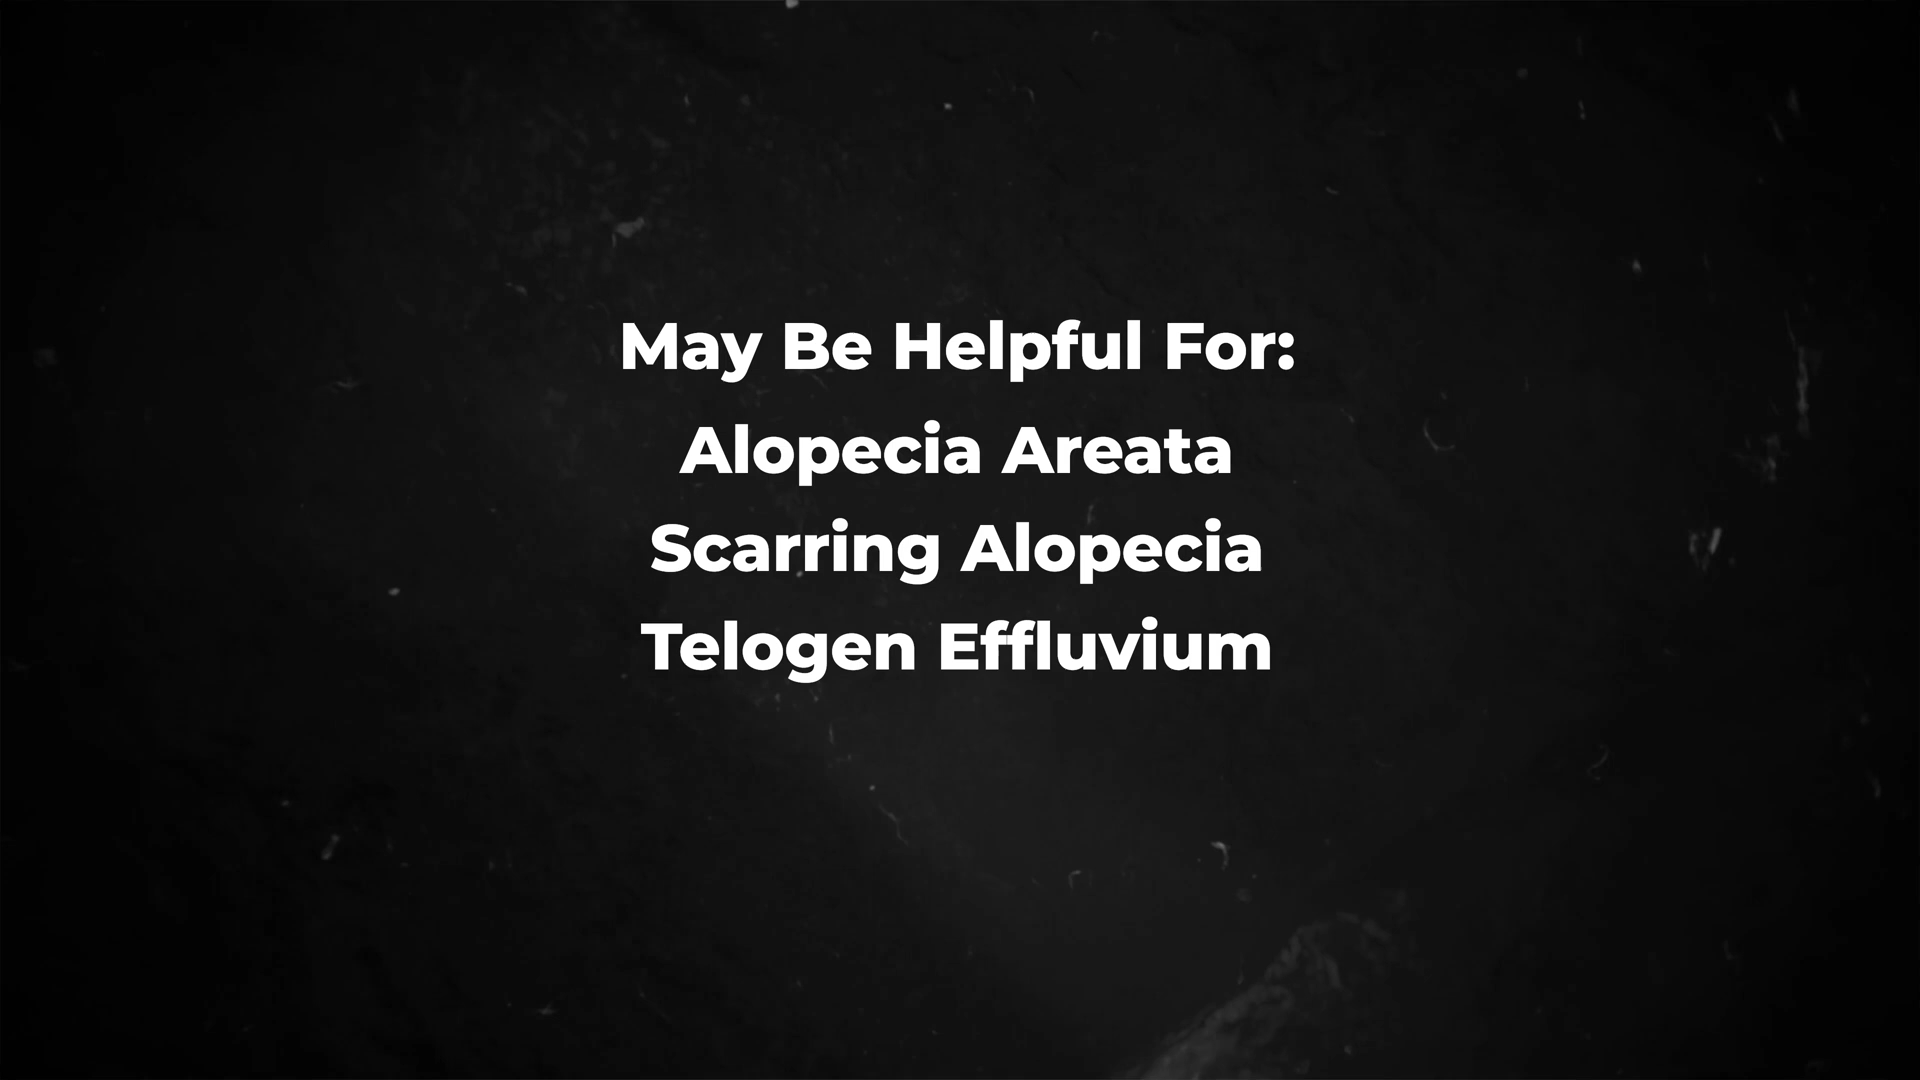 May Be Helpful For:
Alopecia Areata
Scarring Alopecia
Telogen Effluvium